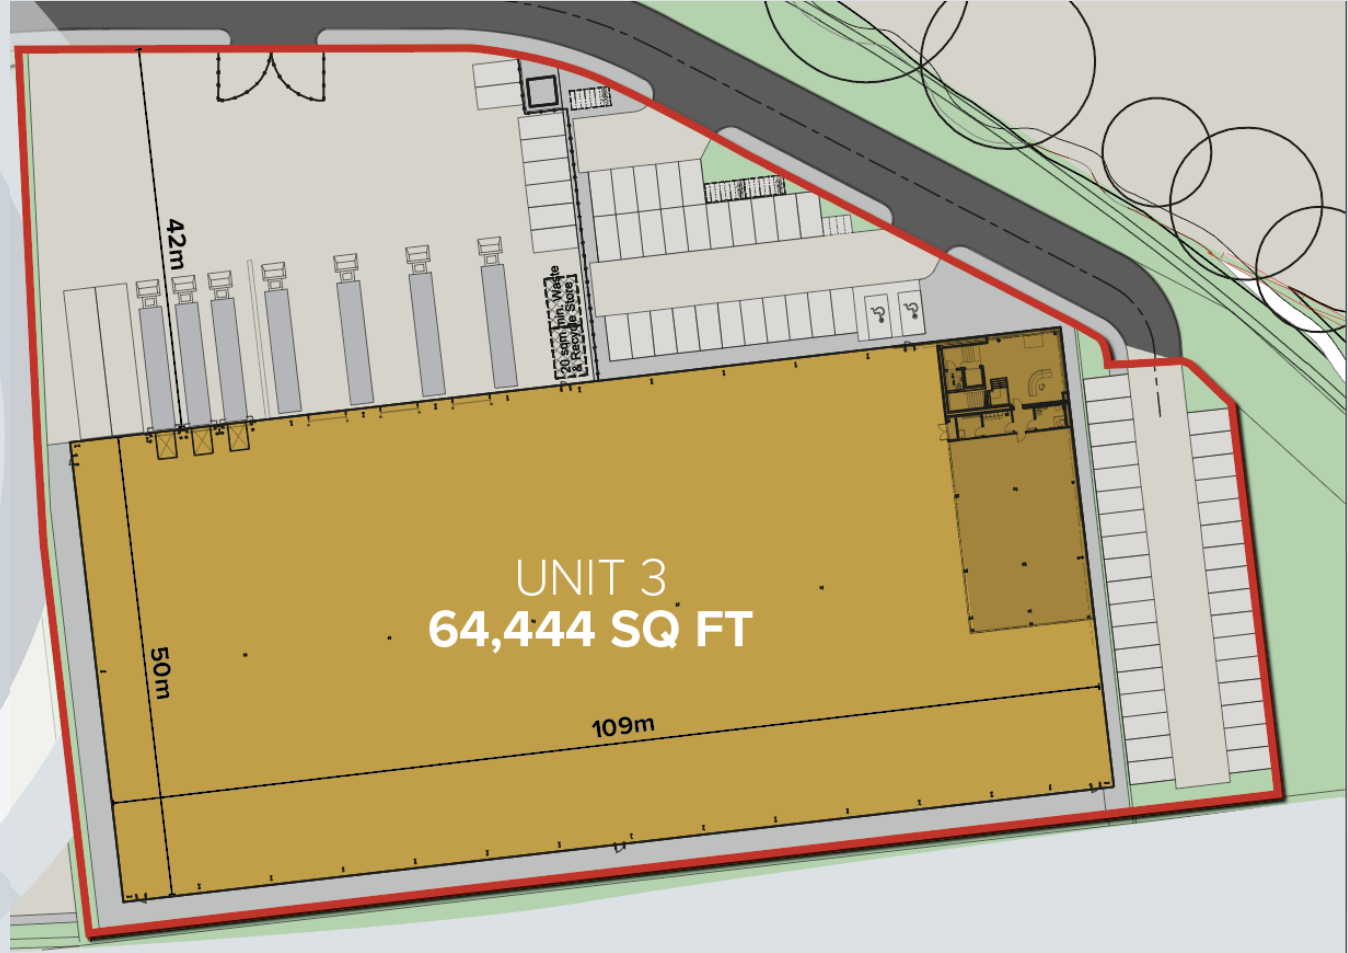 42m
20 sqm min. Waste
& Recycle Store
UNIT 3
64,444 SQ FT
50m
109m